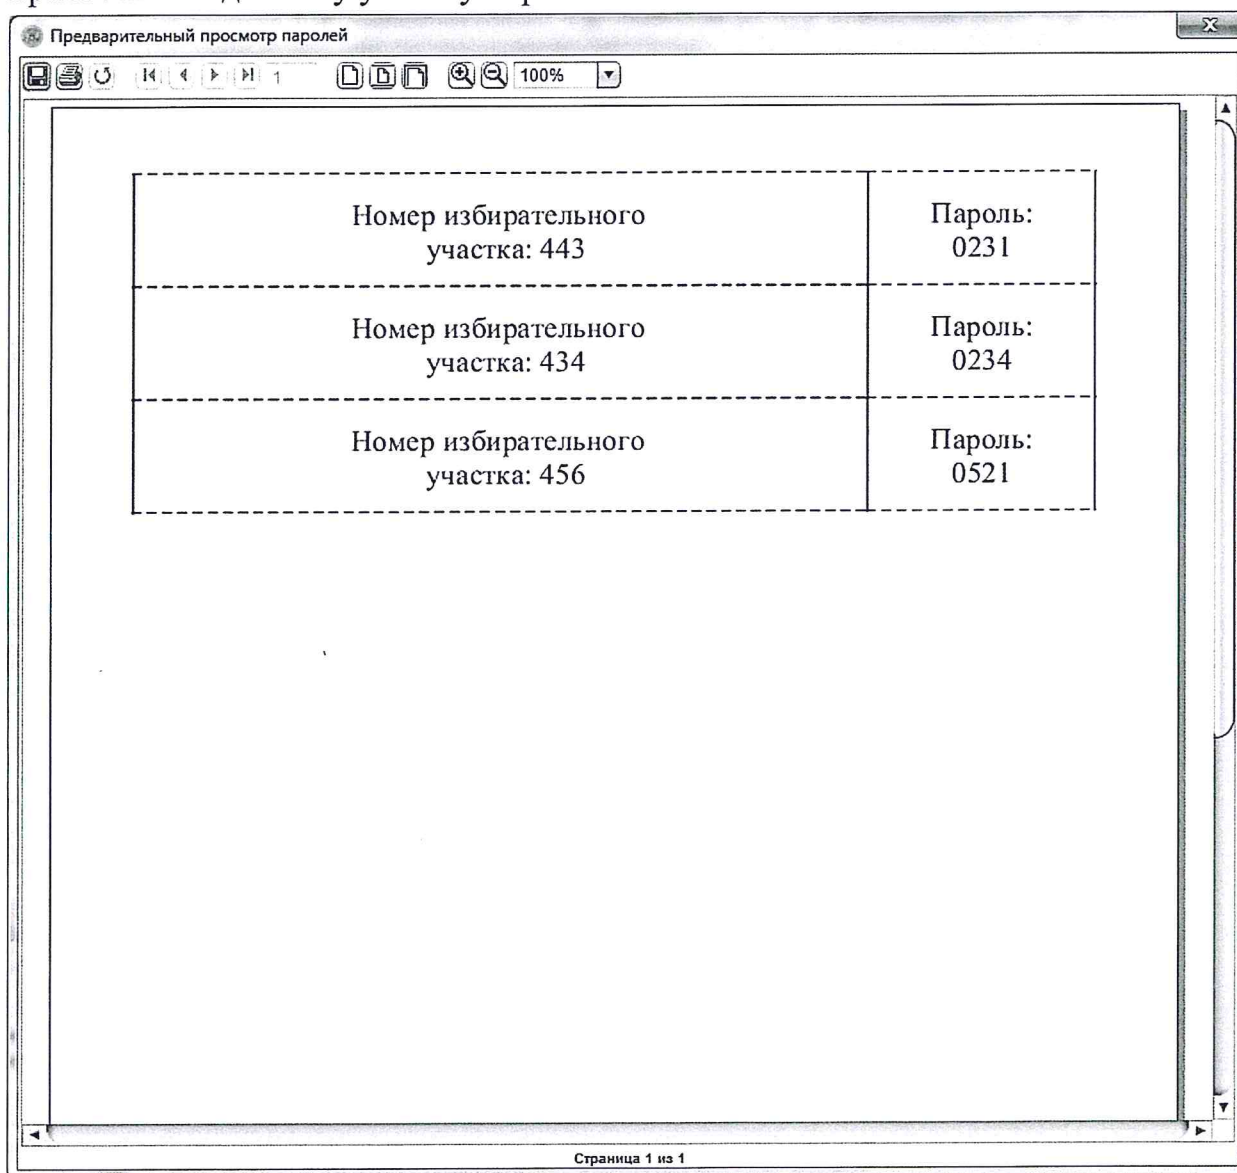 Предварительный просмотр паролей
1
100%
Номер избирательного
участка: 443
Пароль:
0231
Номер избирательного
участка: 434
Пароль:
0234
Номер избирательного
участка: 456
Пароль:
0521
Страница 1 из 1